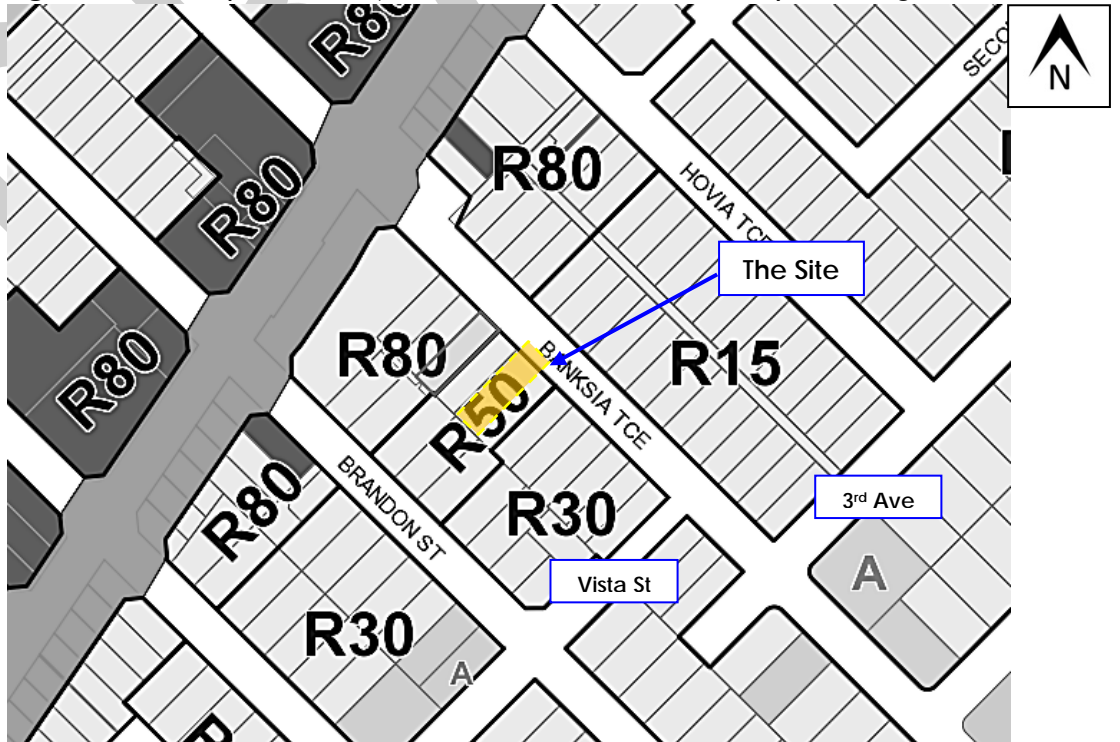 R80
SECO
N
R80
HOVIA TCE
R80
The Site
R80
R80
BANKSIA TCE
R15
R50
BRANDON ST
R80
R30
3rd Ave
A
Vista St
R30
A